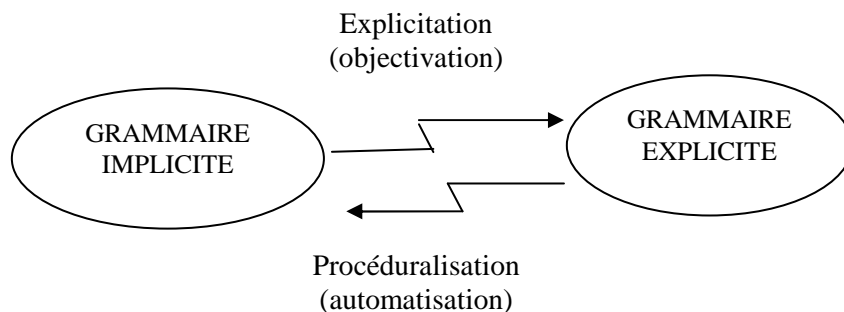 Explicitation
(objectivation)
GRAMMAIRE
IMPLICITE
GRAMMAIRE
EXPLICITE
Procéduralisation
(automatisation)